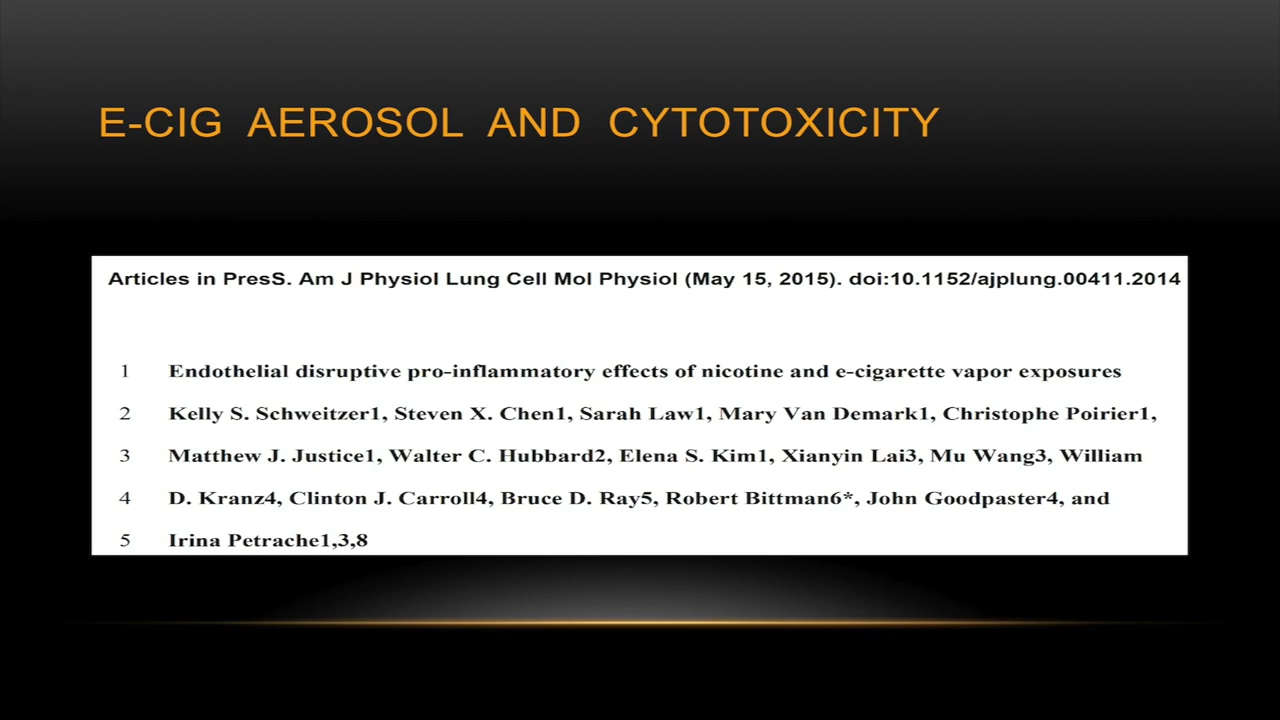 E-CIG AEROSOL AND CYTOTOXICITY
Articles in PresS. Am J Physiol Lung Cell Mol Physiol (May 15, 2015). doi:10.1152/ajplung.00411.2014
1 Endothelial disruptive pro-inflammatory effects of nicotine and e-cigarette vapor exposures
2 Kelly S. Schweitzer1, Steven X. Chen1, Sarah Law1, Mary Van Demark1, Christophe Poirier1,
3 Matthew J. Justice1, Walter C. Hubbard2, Elena S. Kim1, Xianyin Lai3, Mu Wang3, William
4 D. Kranz4, Clinton J. Carroll4, Bruce D. Ray5, Robert Bittman6*, John Goodpaster4, and
5 Irina Petrache1,3,8